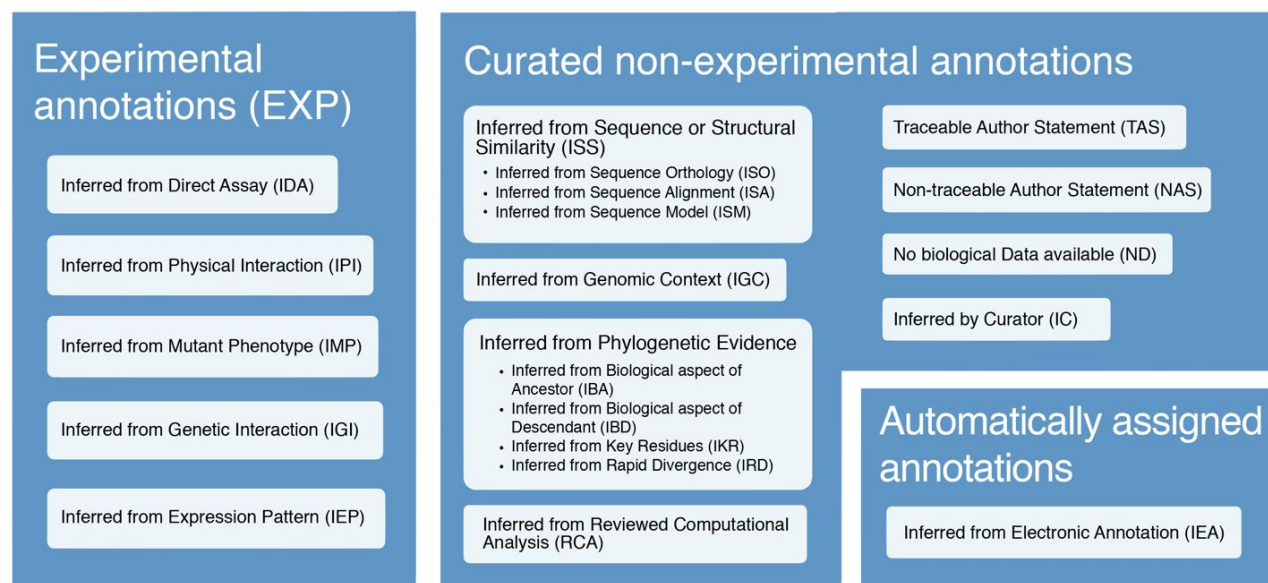 Experimental
annotations (EXP)
Inferred from Direct Assay (IDA)
Inferred from Physical Interaction (IPI)
Inferred from Mutant Phenotype (IMP)
Inferred from Genetic Interaction (IGI)
Inferred from Expression Pattern (IEP)
Curated non-experimental annotations
Inferred from Sequence or Structural
Similarity (ISS)
• Inferred from Sequence Orthology (ISO)
• Inferred from Sequence Alignment (ISA)
• Inferred from Sequence Model (ISM)
Inferred from Genomic Context (IGC)
Inferred from Phylogenetic Evidence
• Inferred from Biological aspect of
Ancestor (IBA)
• Inferred from Biological aspect of
Descendant (IBD)
• Inferred from Key Residues (IKR)
• Inferred from Rapid Divergence (IRD)
Inferred from Reviewed Computational
Analysis (RCA)
Traceable Author Statement (TAS)
Non-traceable Author Statement (NAS)
No biological Data available (ND)
Inferred by Curator (IC)
Automatically assigned
annotations
Inferred from Electronic Annotation (IEA)